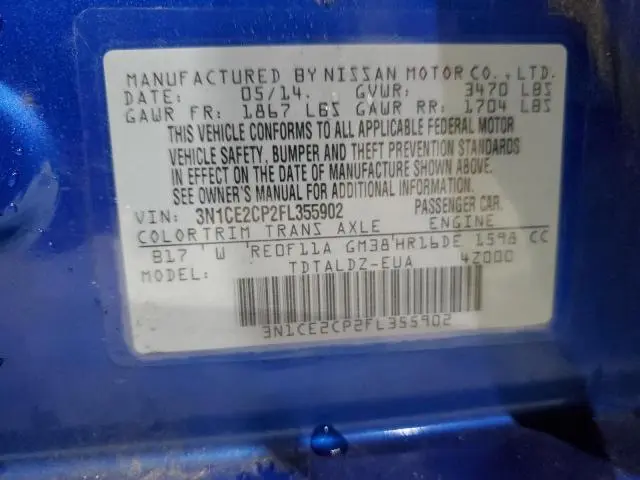 MANUFACTURED BY NISSAN MOTOR CO., LTD.
DATE: 05/14. GVWR: 3470 LBS
GAWR FR: 1867 LBS GAWR RR: 1704 LBS
THIS VEHICLE CONFORMS TO ALL APPLICABLE FEDERAL MOTOR
VEHICLE SAFETY, BUMPER AND THEFT PREVENTION STANDARDS
IN EFFECT ON THE DATE OF MANUFACTURE SHOWN ABOVE.
SEE OWNER'S MANUAL FOR ADDITIONAL INFORMATION.
VIN: 3N1CE2CP2FL355902 PASSENGER CAR.
COLOR TRIM TRANS AXLE ENGINE
B17 W RE0F11A GM38 HR16DE 1598 CC
MODEL: TDTALDZ-EUA 4Z000
3N1CE2CP2FL355902